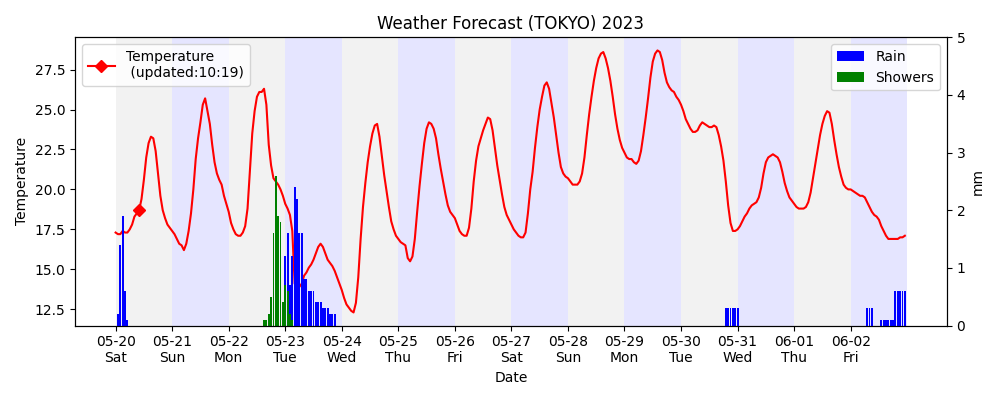 Weather Forecast (TOKYO) 2023
Temperature
(updated:10:19)
Rain
Showers
Temperature
27.5
25.0
22.5
20.0
17.5
15.0
12.5
5
4
3
2
1
0
mm
05-20 05-21 05-22 05-23 05-24 05-25 05-26 05-27 05-28 05-29 05-30 05-31 06-01 06-02
Sat Sun Mon Tue Wed Thu Fri Sat Sun Mon Tue Wed Thu Fri
Date